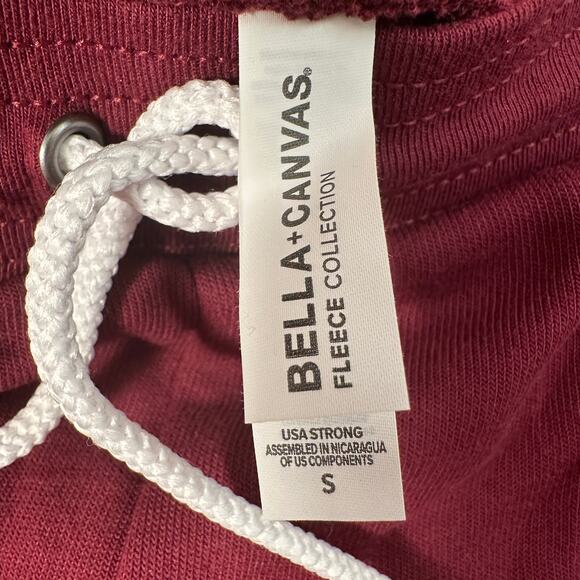 BELLA+CANVAS®
FLEECE COLLECTION
USA STRONG
ASSEMBLED IN NICARAGUA
OF US COMPONENTS
S